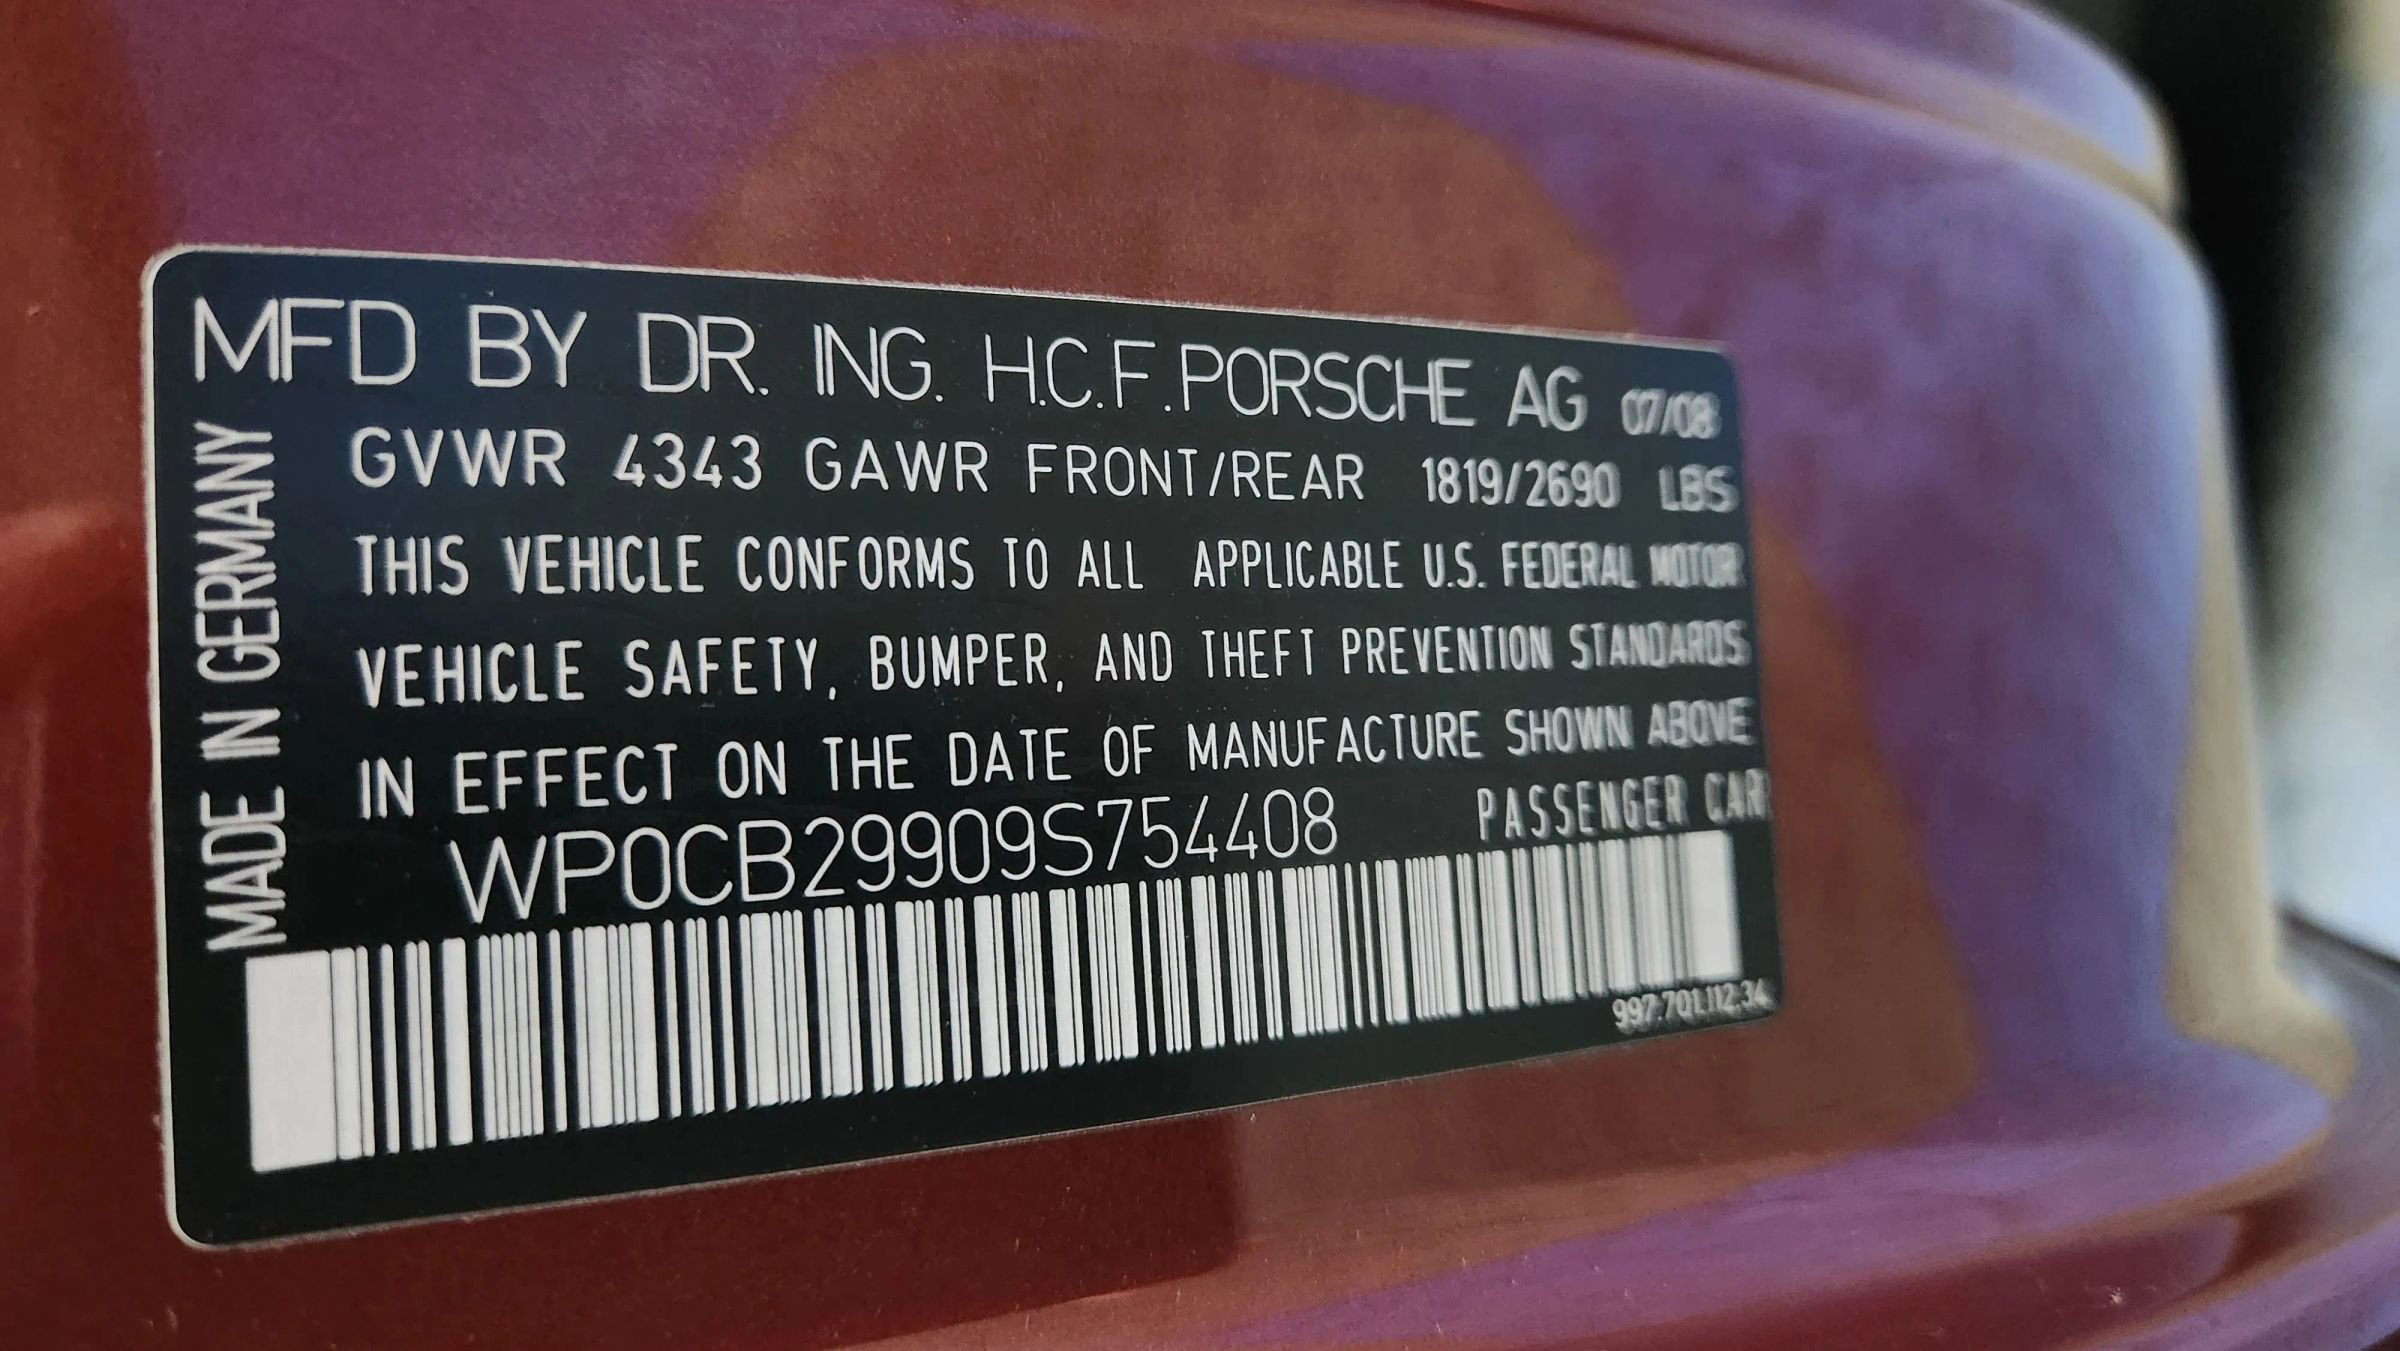 MFD BY DR. ING. H.C.F.PORSCHE AG 07/08
GVWR 4343 GAWR FRONT/REAR 1819/2690 LBS
THIS VEHICLE CONFORMS TO ALL APPLICABLE U.S. FEDERAL MOTOR
VEHICLE SAFETY, BUMPER, AND THEFT PREVENTION STANDARDS
IN EFFECT ON THE DATE OF MANUFACTURE SHOWN ABOVE
WP0CB29909S754408 PASSENGER CAR
997.701.112.34
MADE IN GERMANY